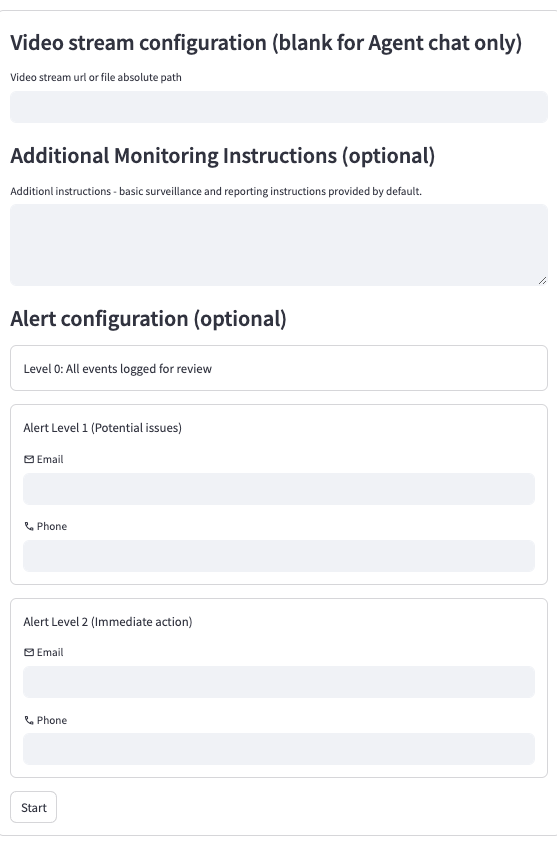 Video stream configuration (blank for Agent chat only)
Video stream url or file absolute path
Additional Monitoring Instructions (optional)
Additionl instructions - basic surveillance and reporting instructions provided by default.
Alert configuration (optional)
Level 0: All events logged for review
Alert Level 1 (Potential issues)
Email
Phone
Alert Level 2 (Immediate action)
Email
Phone
Start